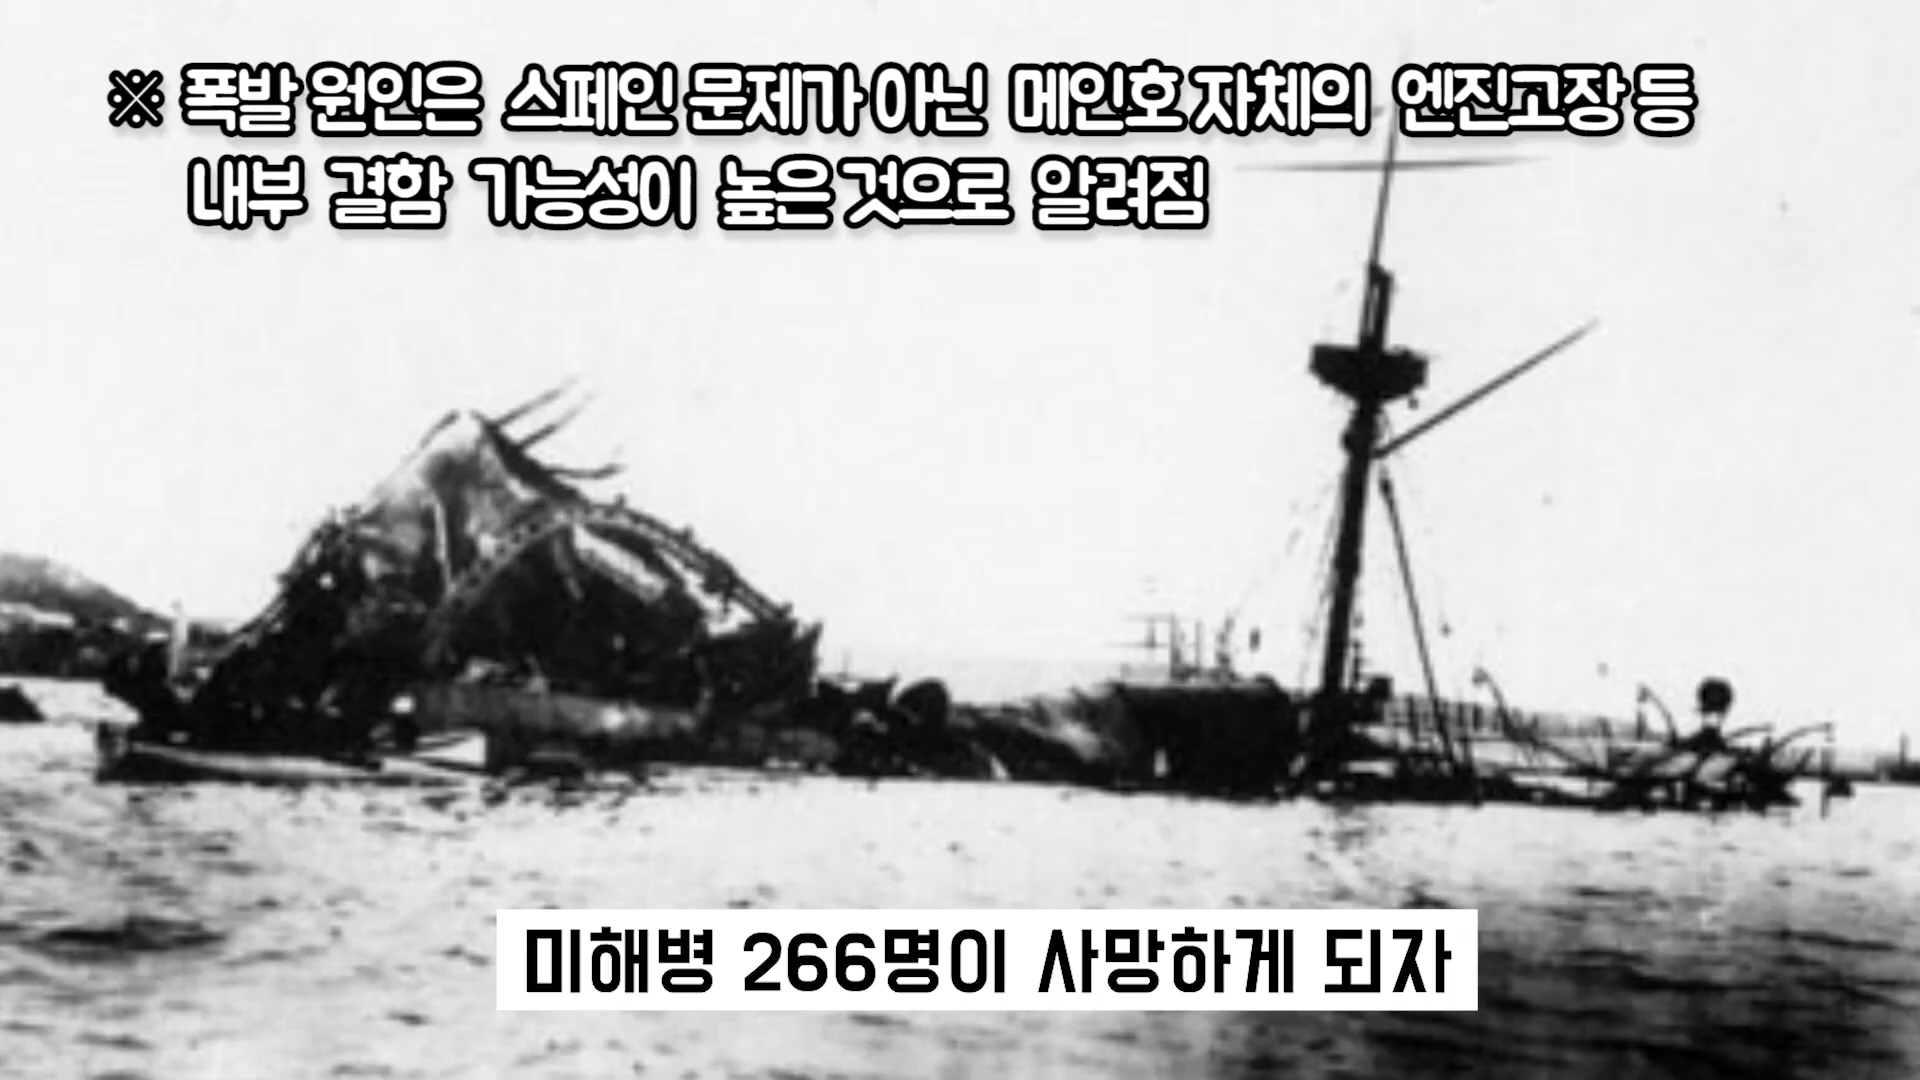 ※ 폭발 원인은 스페인 문제가 아닌 메인호 자체의 엔진고장 등
내부 결함 가능성이 높은 것으로 알려짐
미해병 266명이 사망하게 되자